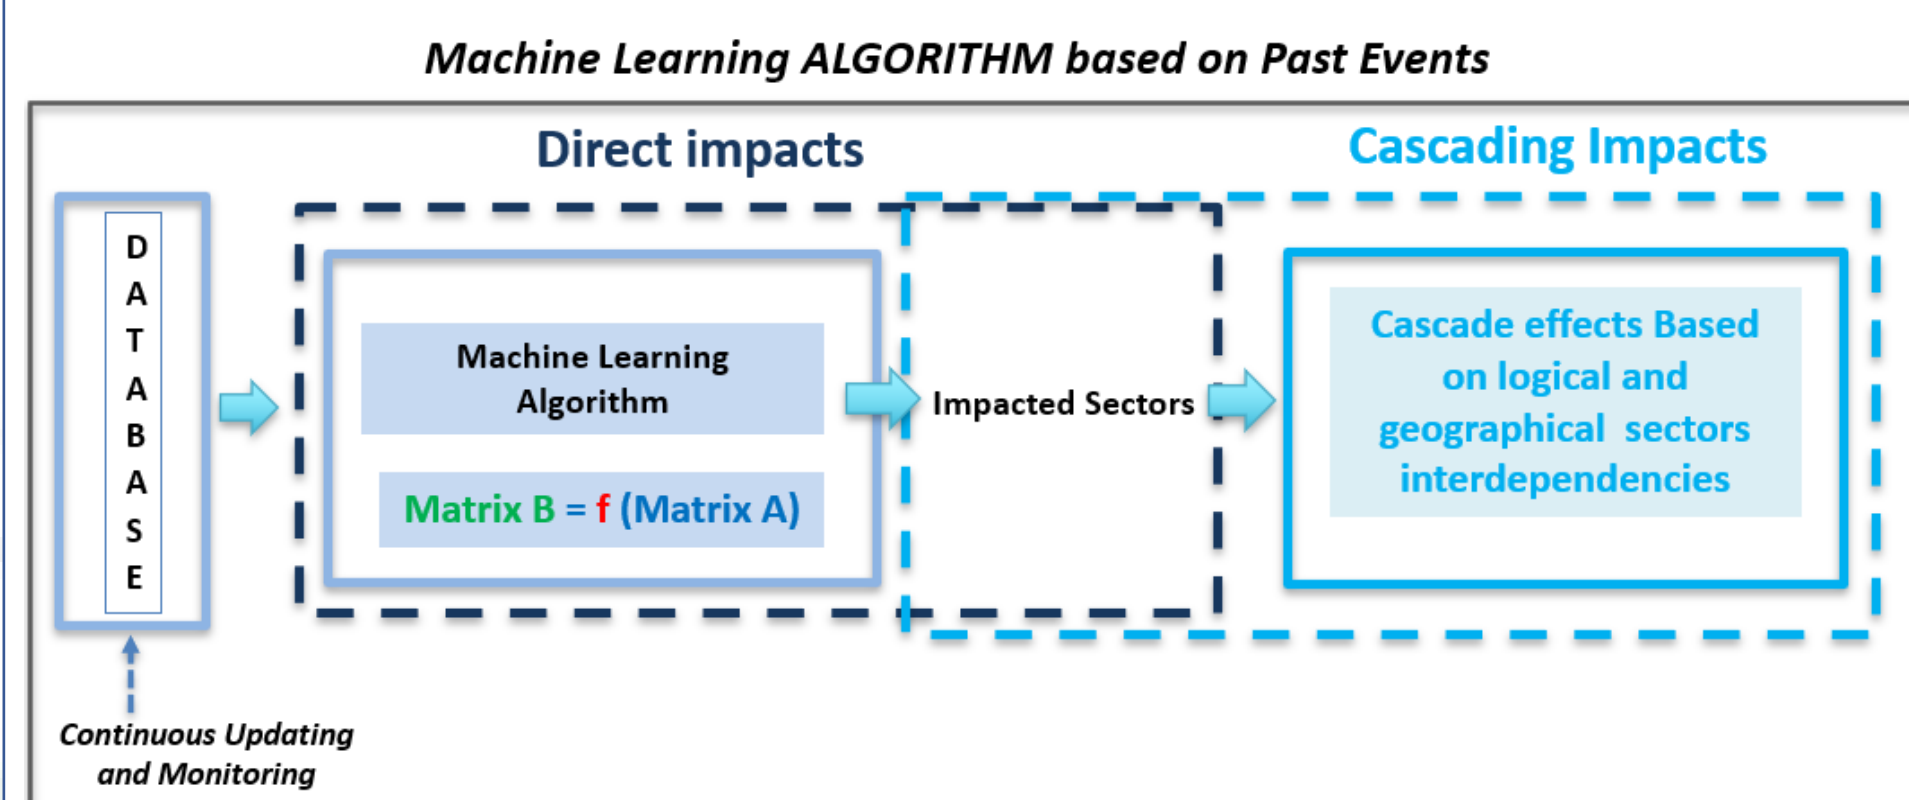 Machine Learning ALGORITHM based on Past Events
Direct impacts
Cascading Impacts
D
A
T
A
B
A
S
E
Machine Learning
Algorithm
Matrix B = f (Matrix A)
Impacted Sectors
Cascade effects Based
on logical and
geographical sectors
interdependencies
Continuous Updating
and Monitoring